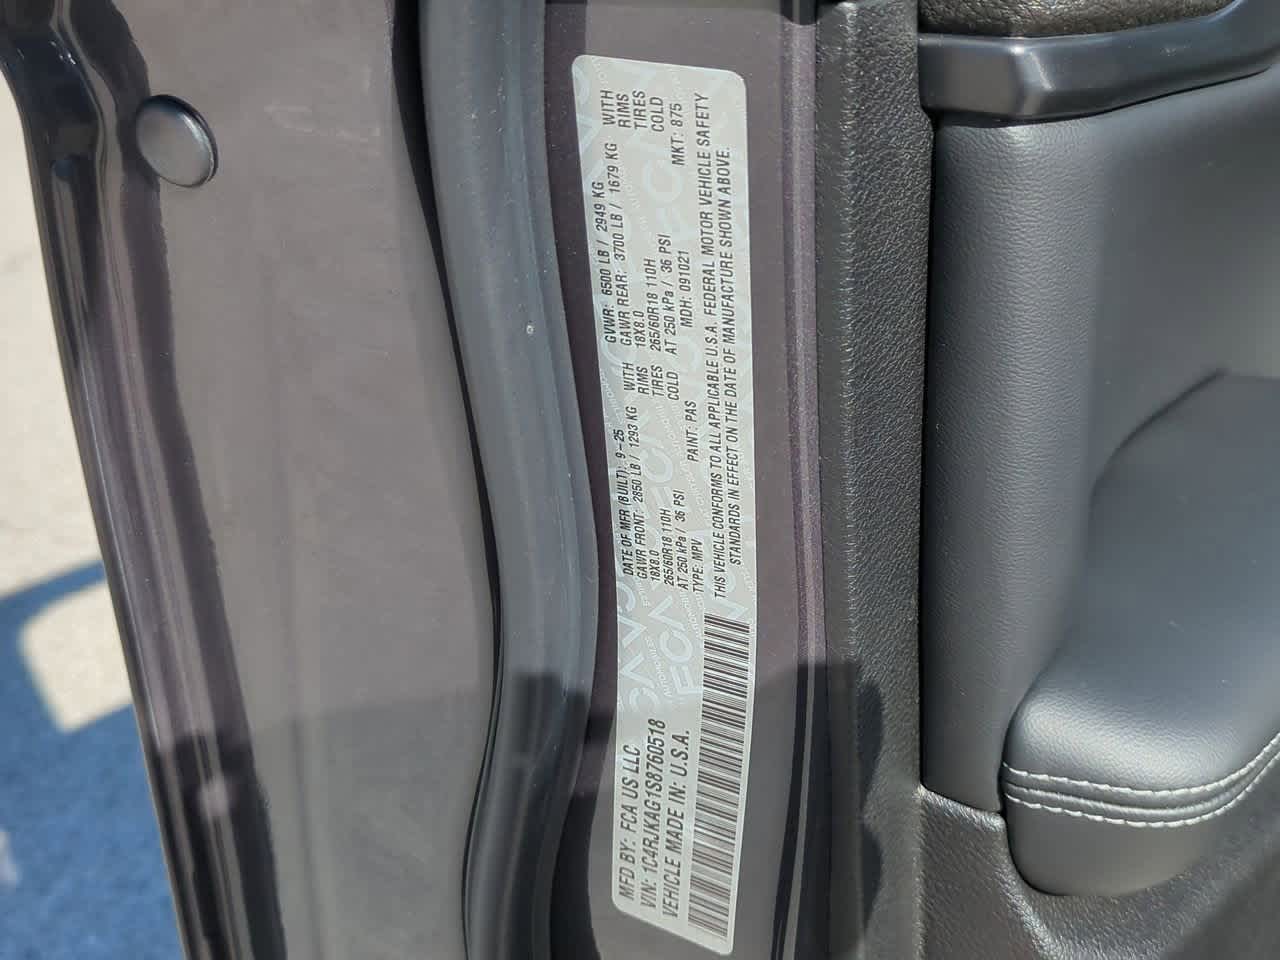 MFD BY: FCA US LLC
VIN: 1C4RJKAG1S8760518
VEHICLE MADE IN: U.S.A.
DATE OF MFR (BUILT): 9-25
GAWR FRONT: 2850 LB / 1293 KG WITH
18X8.0 RIMS
265/60R18 110H TIRES
AT 250 kPa / 36 PSI COLD
TYPE: MPV PAINT: PAS
GVWR: 6500 LB / 2949 KG
GAWR REAR: 3700 LB / 1679 KG WITH
18X8.0 RIMS
265/60R18 110H TIRES
AT 250 kPa / 36 PSI COLD
MDH: 091021 MKT: 875
THIS VEHICLE CONFORMS TO ALL APPLICABLE U.S.A. FEDERAL MOTOR VEHICLE SAFETY
STANDARDS IN EFFECT ON THE DATE OF MANUFACTURE SHOWN ABOVE.